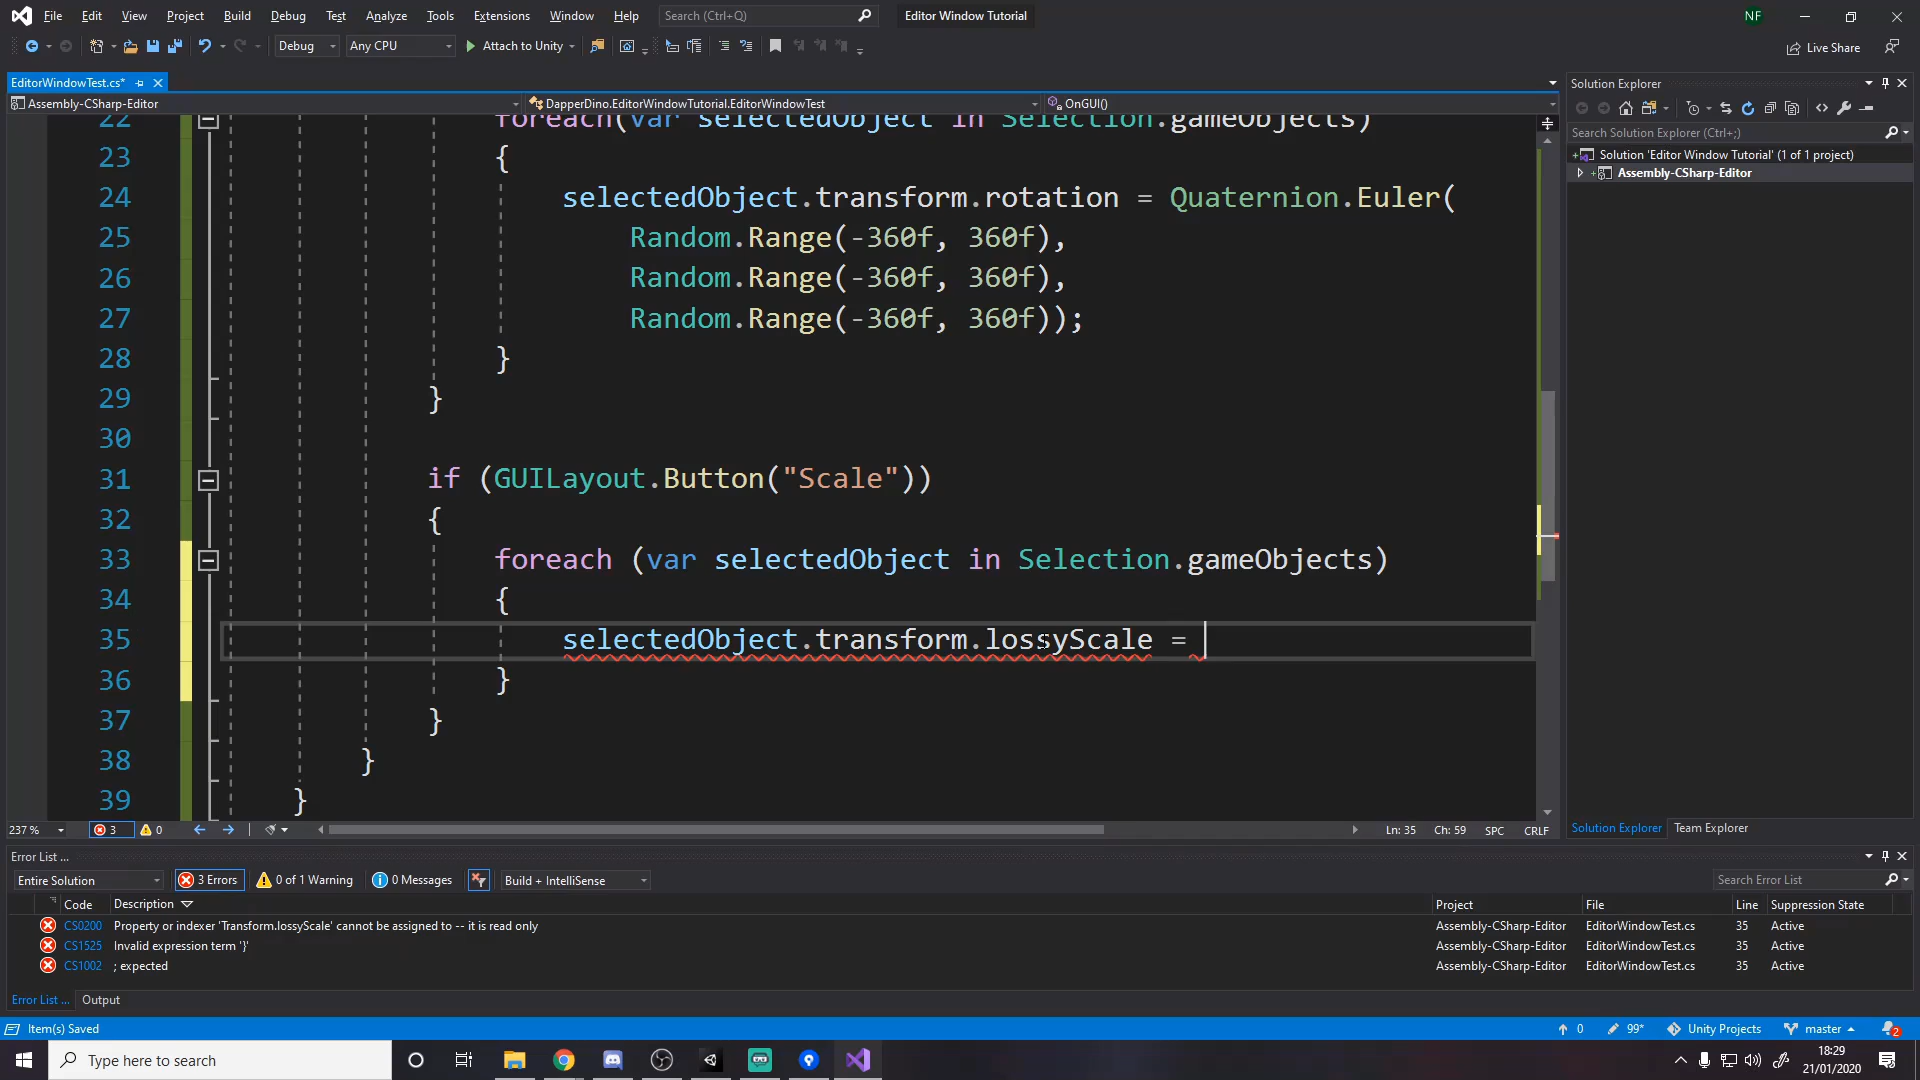 File Edit View Project Build Debug Test Analyze Tools Extensions Window Help Search (Ctrl+Q) Editor Window Tutorial NF
Debug Any CPU Attach to Unity Live Share
EditorWindowTest.cs*
Assembly-CSharp-Editor DapperDino.EditorWindowTutorial.EditorWindowTest OnGUI()
22 foreach(var selectedObject in Selection.gameObjects)
23 {
24 selectedObject.transform.rotation = Quaternion.Euler(
25 Random.Range(-360f, 360f),
26 Random.Range(-360f, 360f),
27 Random.Range(-360f, 360f));
28 }
29 }
30
31 if (GUILayout.Button("Scale"))
32 {
33 foreach (var selectedObject in Selection.gameObjects)
34 {
35 selectedObject.transform.lossyScale =
36 }
37 }
38 }
39 }
237 % 3 0 Ln: 35 Ch: 59 SPC CRLF
Solution Explorer
Search Solution Explorer (Ctrl+;)
Solution 'Editor Window Tutorial' (1 of 1 project)
Assembly-CSharp-Editor
Solution Explorer Team Explorer
Error List ...
Entire Solution 3 Errors 0 of 1 Warning 0 Messages Build + IntelliSense Search Error List
Code Description Project File Line Suppression State
CS0200 Property or indexer 'Transform.lossyScale' cannot be assigned to -- it is read only Assembly-CSharp-Editor EditorWindowTest.cs 35 Active
CS1525 Invalid expression term '}' Assembly-CSharp-Editor EditorWindowTest.cs 35 Active
CS1002 ; expected Assembly-CSharp-Editor EditorWindowTest.cs 35 Active
Error List ... Output
Item(s) Saved 0 99* Unity Projects master 2
Type here to search 18:29
21/01/2020